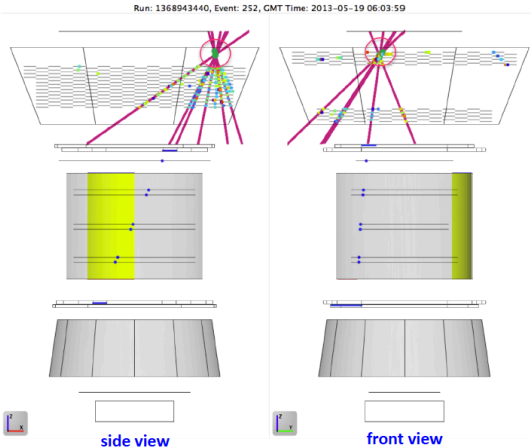 Run: 1368943440, Event: 252, GMT Time: 2013-05-19 06:03:59
z
x
z
Y
side view
front view